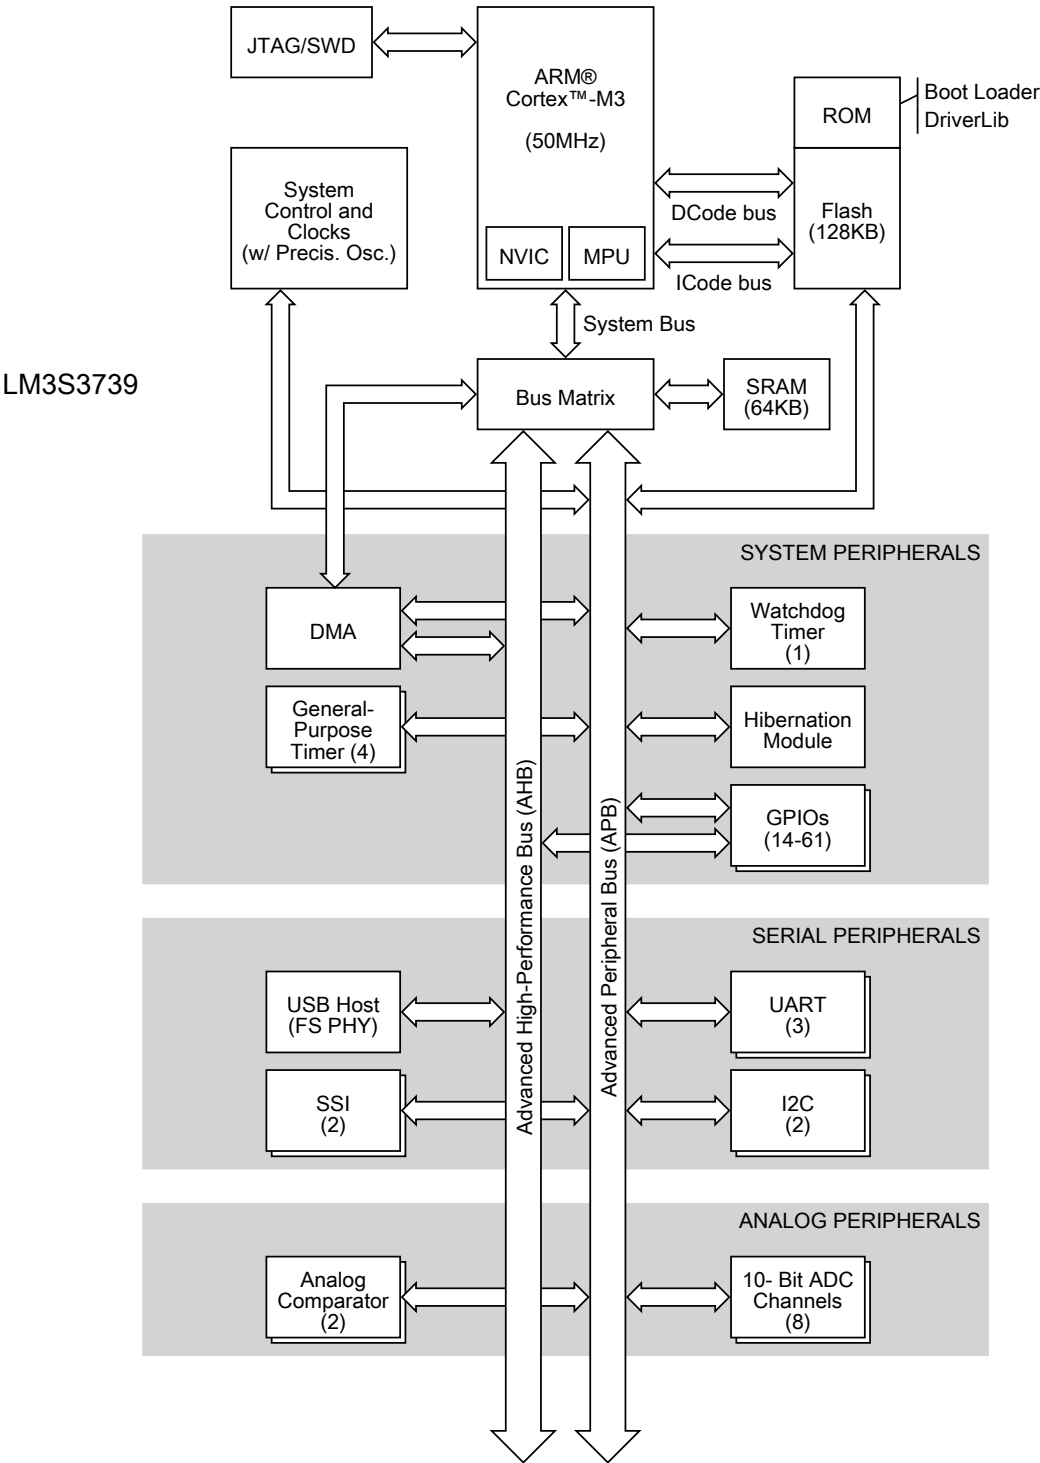 JTAG/SWD
ARM®
Cortex™-M3
(50MHz)
NVIC
MPU
ROM
Boot Loader
DriverLib
System
Control and
Clocks
(w/ Precis. Osc.)
DCode bus
Flash
(128KB)
ICode bus
System Bus
LM3S3739
Bus Matrix
SRAM
(64KB)
SYSTEM PERIPHERALS
DMA
Watchdog
Timer
(1)
General-
Purpose
Timer (4)
Hibernation
Module
GPIOs
(14-61)
Advanced High-Performance Bus (AHB)
Advanced Peripheral Bus (APB)
SERIAL PERIPHERALS
USB Host
(FS PHY)
UART
(3)
SSI
(2)
I2C
(2)
ANALOG PERIPHERALS
Analog
Comparator
(2)
10- Bit ADC
Channels
(8)